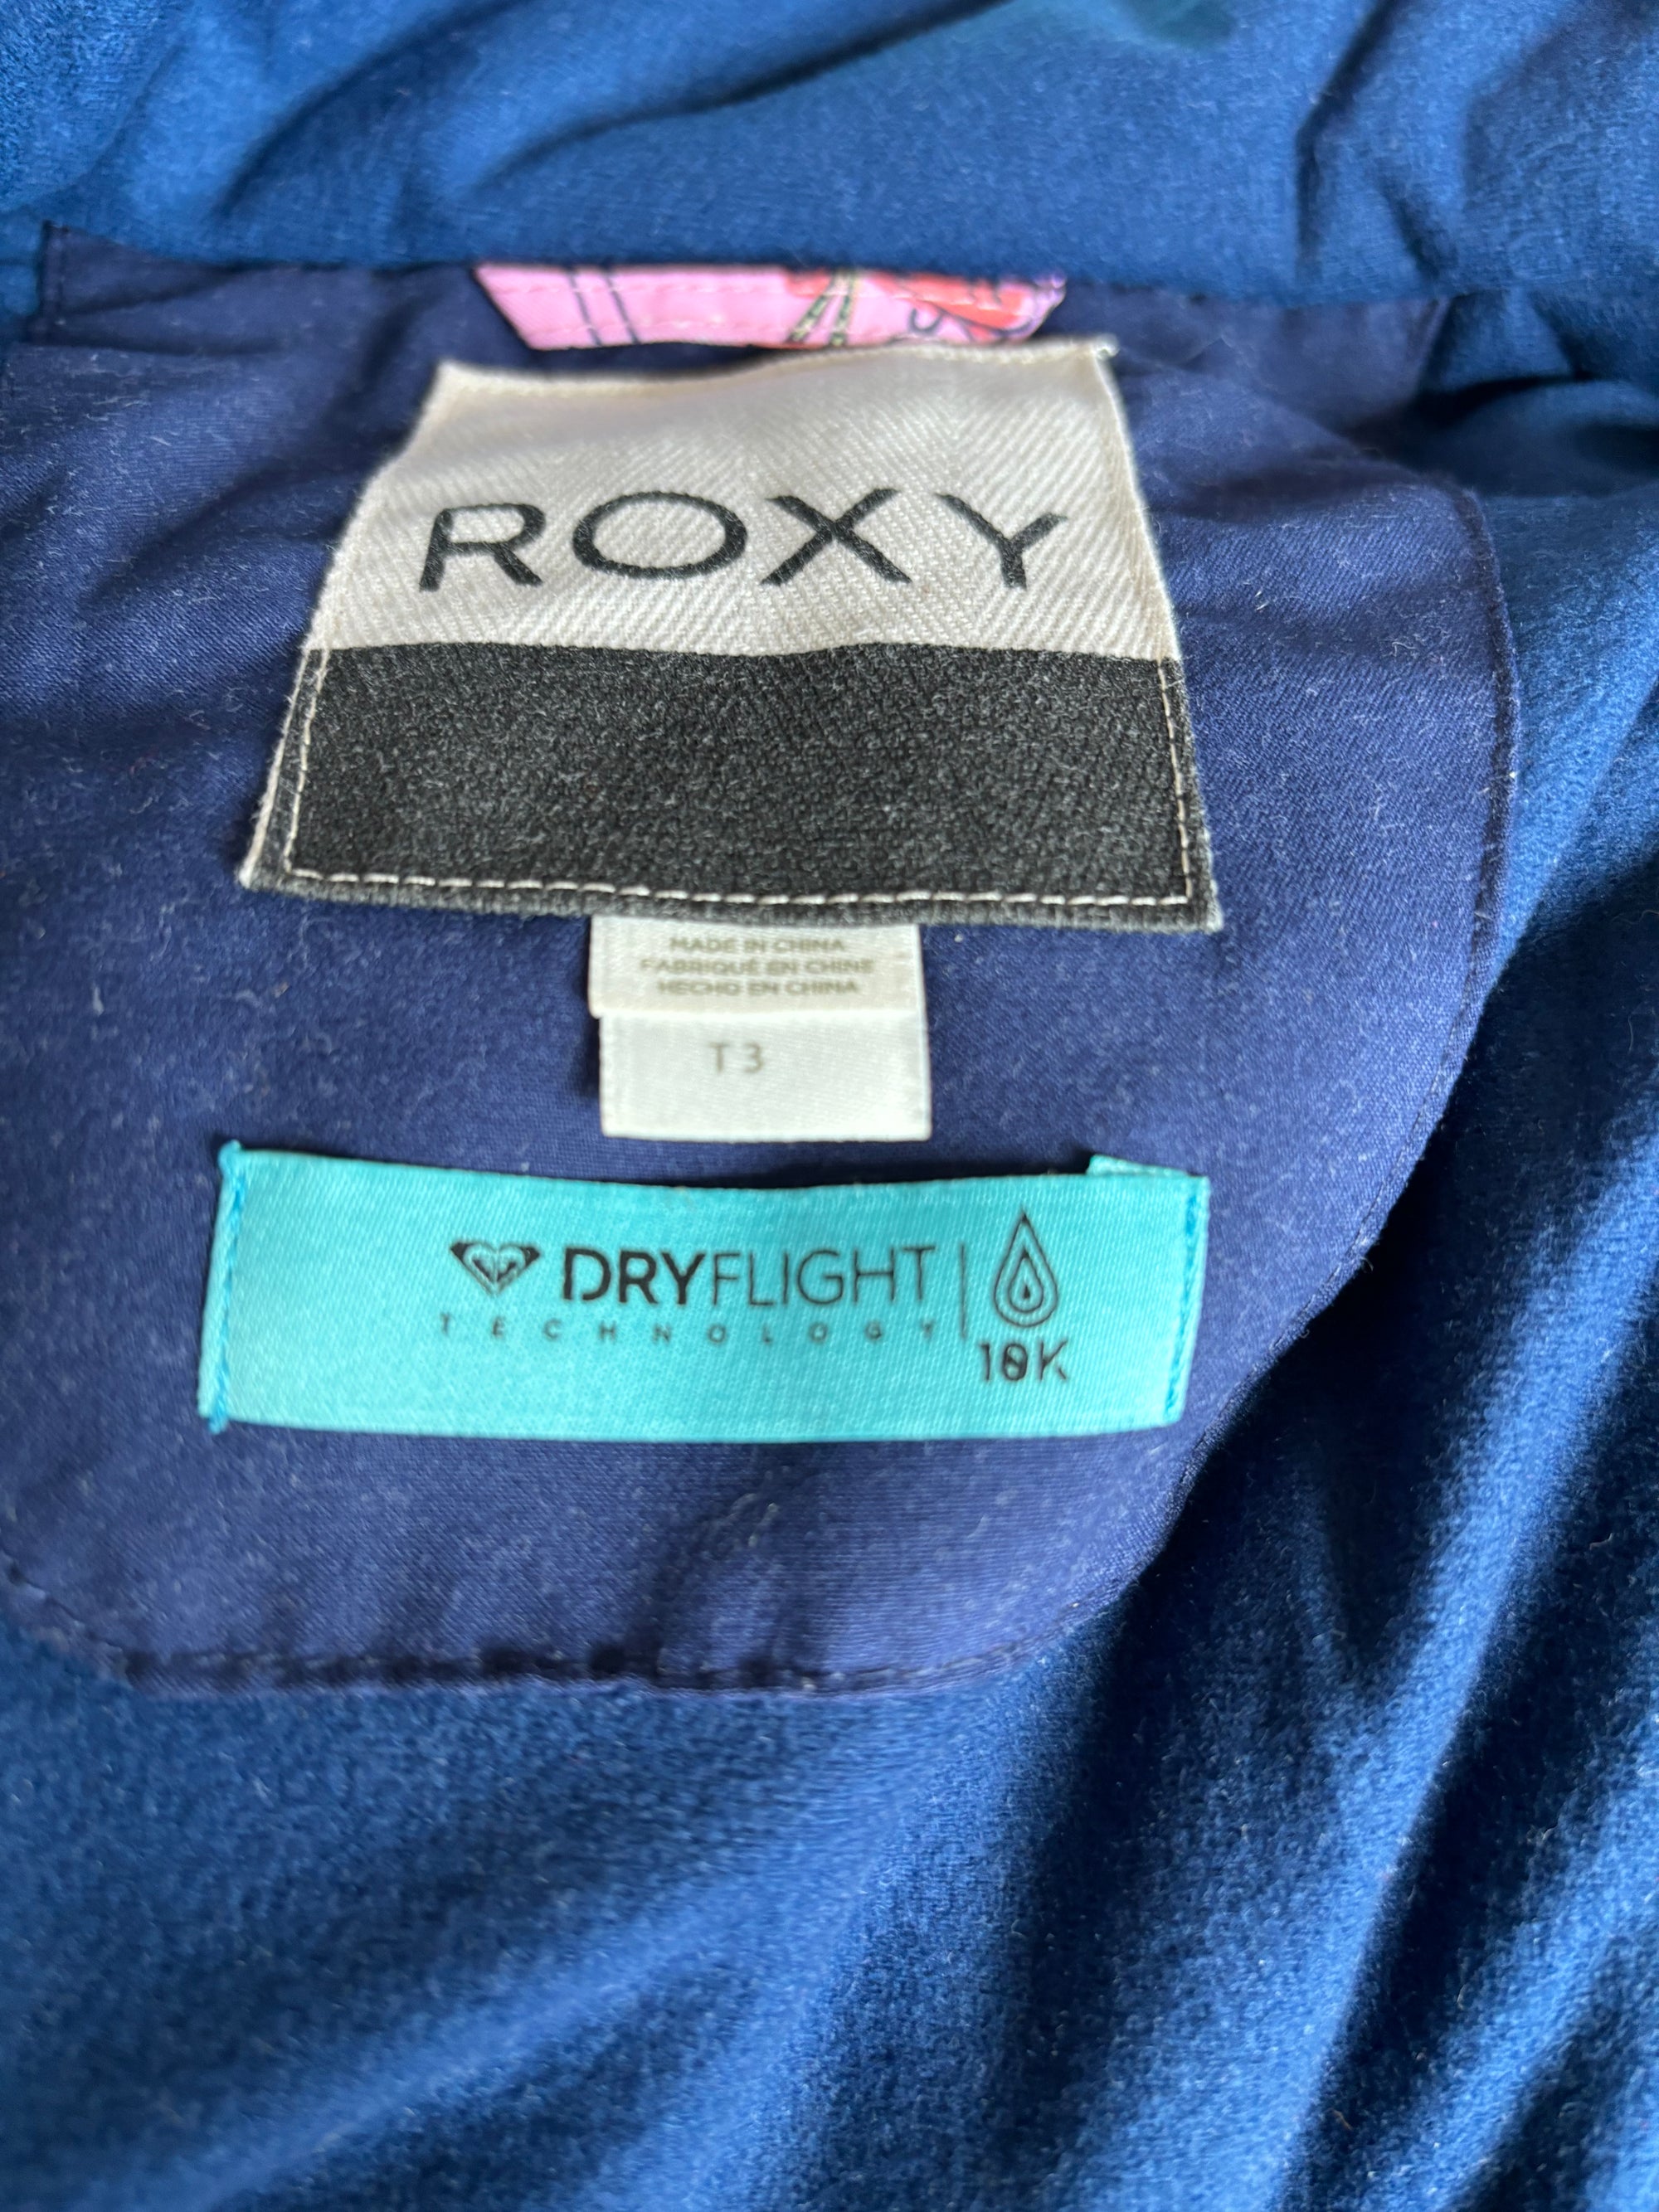 ROXY
MADE IN CHINA
FABRIQUÉ EN CHINE
HECHO EN CHINA
T3
DRYFLIGHT
TECHNOLOGY
10K